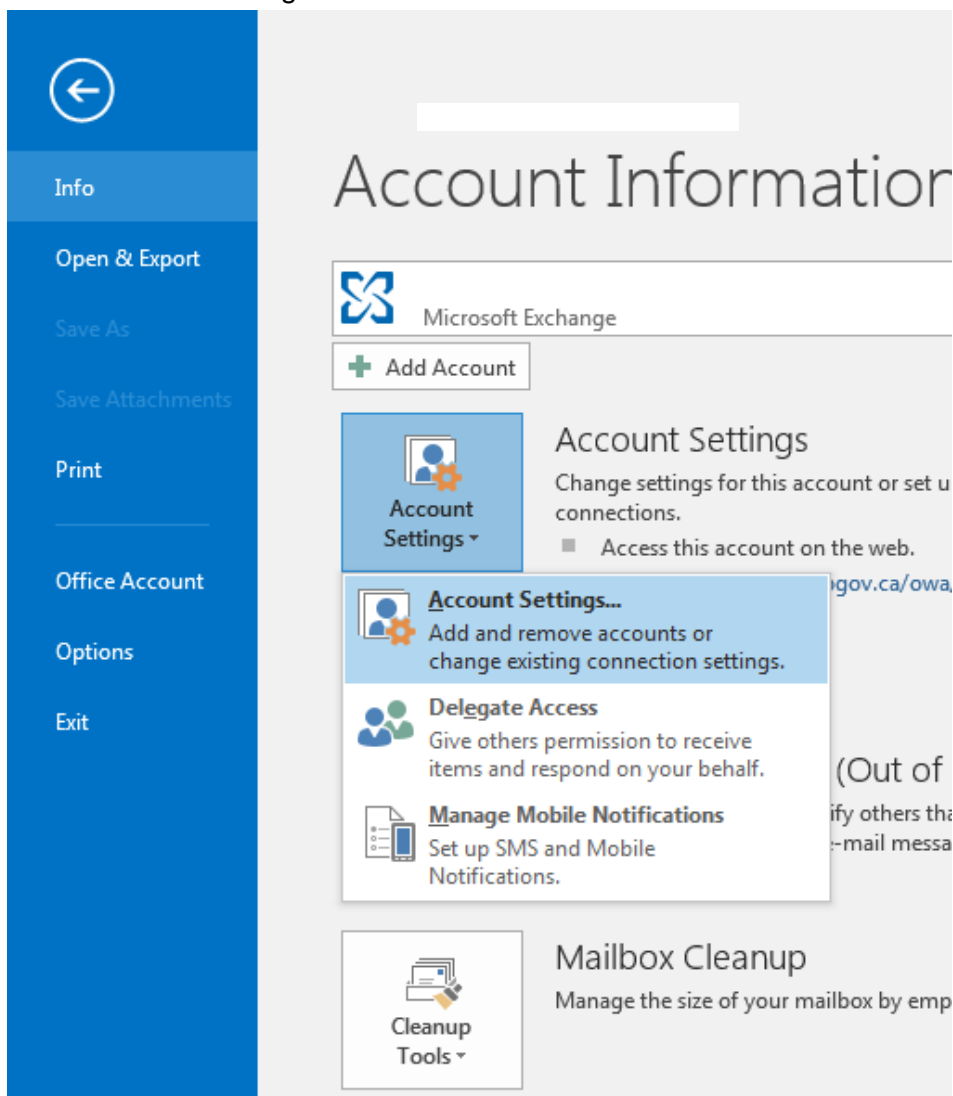 Info
Open & Export
Save As
Save Attachments
Print
Office Account
Options
Exit
Account Information
Microsoft Exchange
Add Account
Account
Settings
Account Settings
Change settings for this account or set u
connections.
Access this account on the web.
gov.ca/owa/
Account Settings...
Add and remove accounts or
change existing connection settings.
Delegate Access
Give others permission to receive
items and respond on your behalf.
Manage Mobile Notifications
Set up SMS and Mobile
Notifications.
(Out of
ify others tha
-mail messa
Cleanup
Tools
Mailbox Cleanup
Manage the size of your mailbox by emp